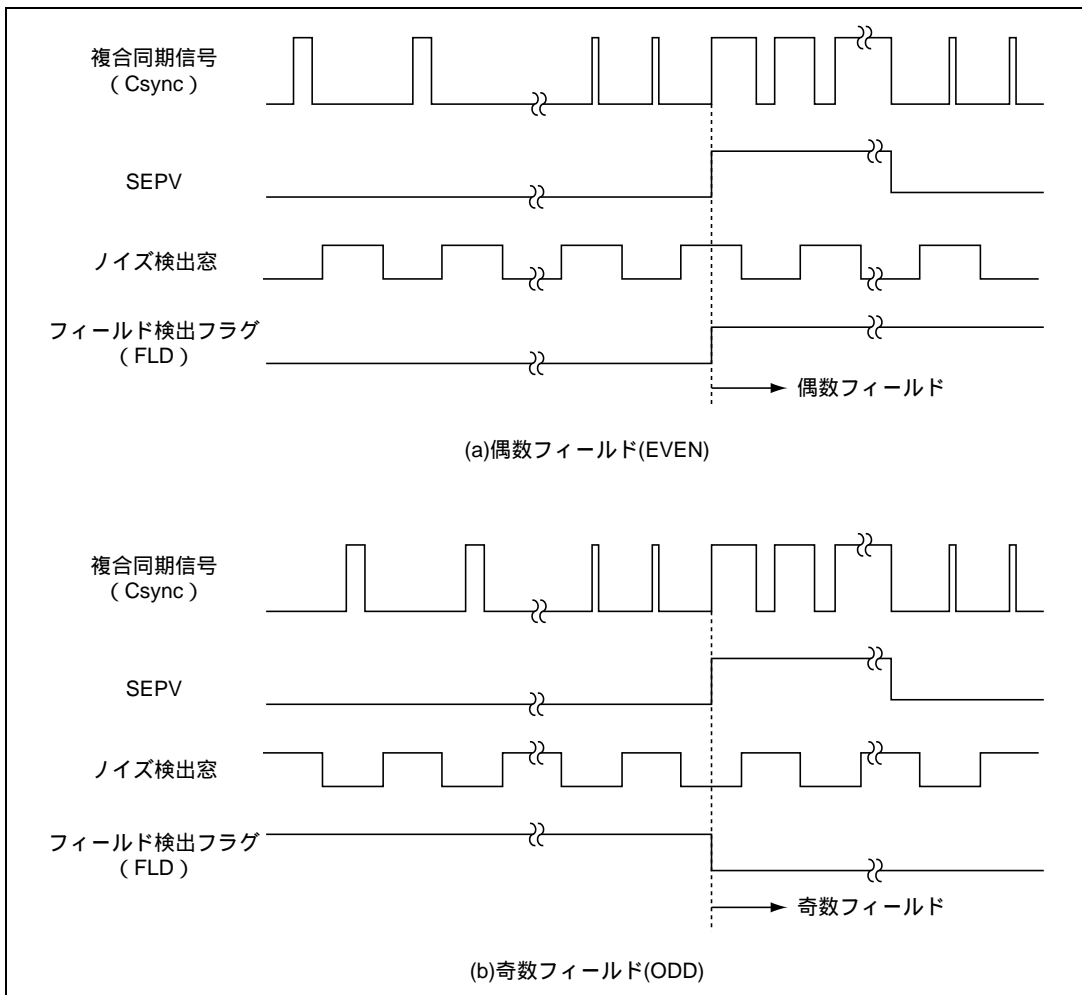 複合同期信号
(Csync)
SEPV
ノイズ検出窓
フィールド検出フラグ
(FLD)
偶数フィールド
(a)偶数フィールド(EVEN)
複合同期信号
(Csync)
SEPV
ノイズ検出窓
フィールド検出フラグ
(FLD)
奇数フィールド
(b)奇数フィールド(ODD)